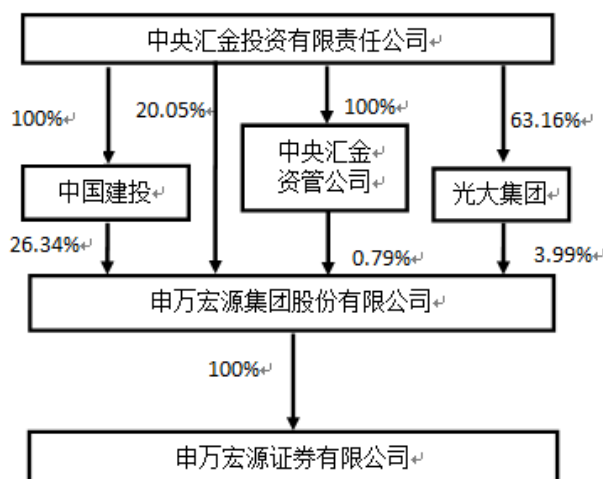 中央汇金投资有限责任公司
100%
20.05%
100%
63.16%
中国建投
中央汇金
资管公司
光大集团
26.34%
0.79%
3.99%
申万宏源集团股份有限公司
100%
申万宏源证券有限公司